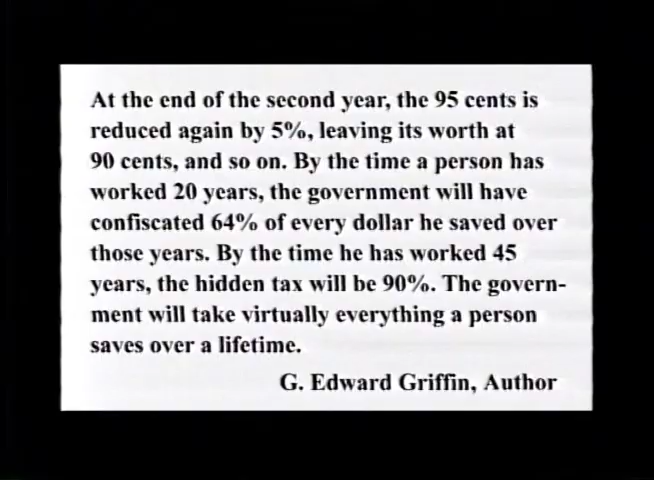 At the end of the second year, the 95 cents is
reduced again by 5%, leaving its worth at
90 cents, and so on. By the time a person has
worked 20 years, the government will have
confiscated 64% of every dollar he saved over
those years. By the time he has worked 45
years, the hidden tax will be 90%. The govern-
ment will take virtually everything a person
saves over a lifetime.
G. Edward Griffin, Author